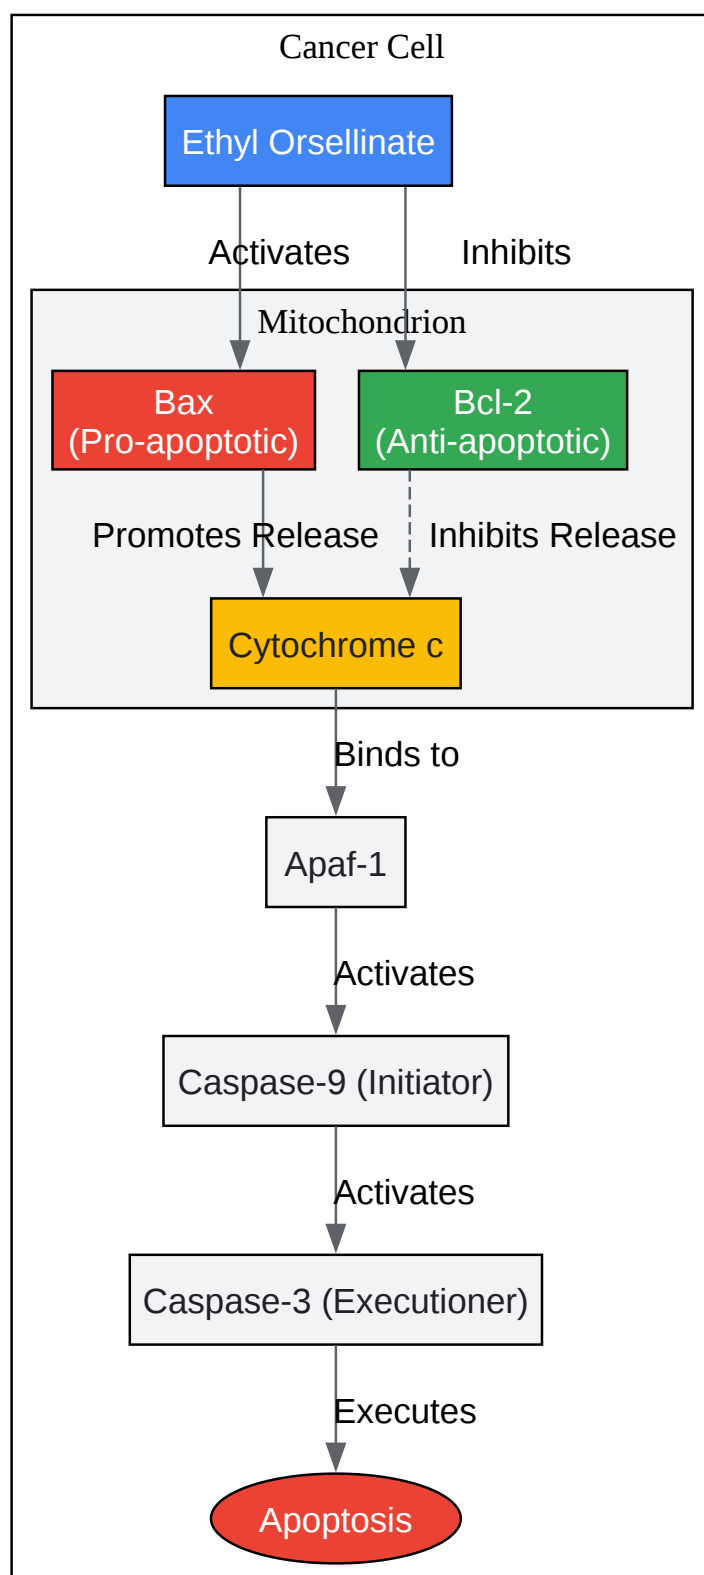 Cancer Cell
Ethyl Orsellinate
Activates
Inhibits
Mitochondrion
Bax
(Pro-apoptotic)
Bcl-2
(Anti-apoptotic)
Promotes Release
Inhibits Release
Cytochrome c
Binds to
Apaf-1
Activates
Caspase-9 (Initiator)
Activates
Caspase-3 (Executioner)
Executes
Apoptosis